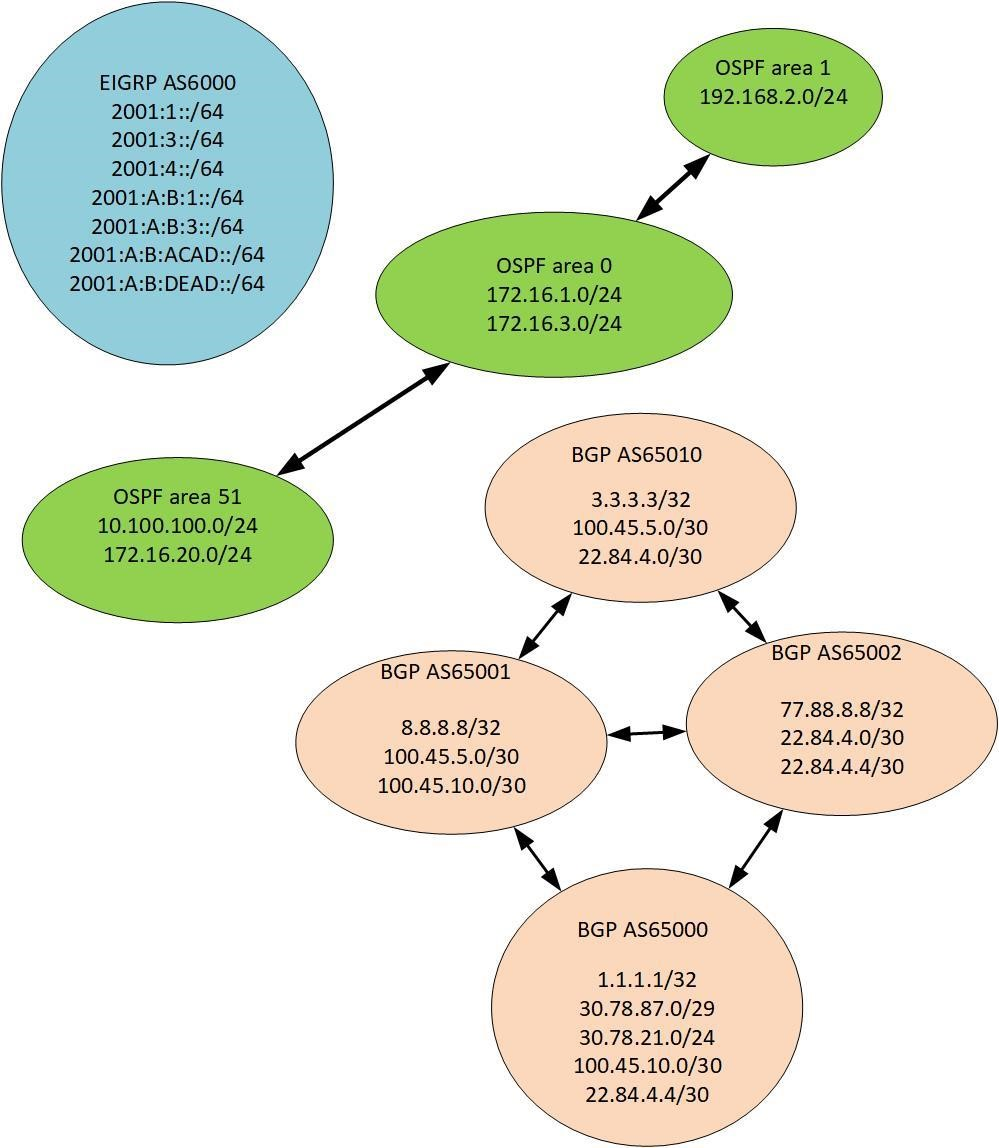 EIGRP AS6000
2001:1::/64
2001:3::/64
2001:4::/64
2001:A:B:1::/64
2001:A:B:3::/64
2001:A:B:ACAD::/64
2001:A:B:DEAD::/64
OSPF area 1
192.168.2.0/24
OSPF area 0
172.16.1.0/24
172.16.3.0/24
OSPF area 51
10.100.100.0/24
172.16.20.0/24
BGP AS65010
3.3.3.3/32
100.45.5.0/30
22.84.4.0/30
BGP AS65001
8.8.8.8/32
100.45.5.0/30
100.45.10.0/30
BGP AS65002
77.88.8.8/32
22.84.4.0/30
22.84.4.4/30
BGP AS65000
1.1.1.1/32
30.78.87.0/29
30.78.21.0/24
100.45.10.0/30
22.84.4.4/30